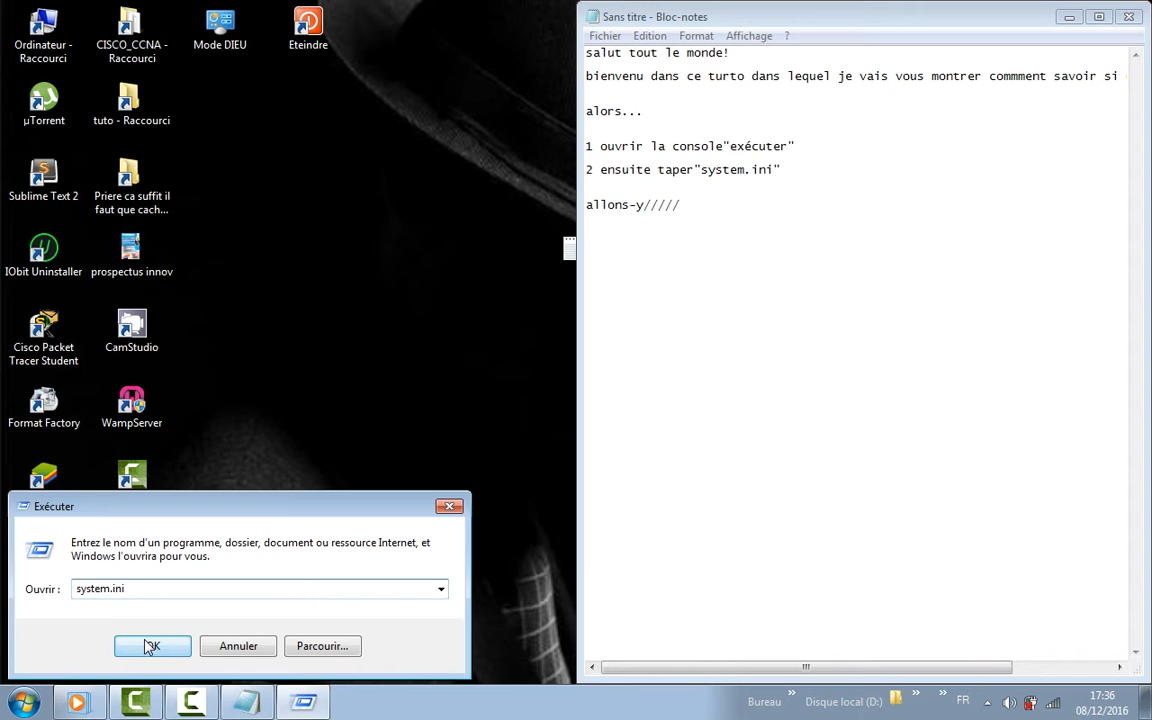 Ordinateur -
Raccourci
CISCO_CCNA -
Raccourci
Mode DIEU
Eteindre
µTorrent
tuto - Raccourci
Sublime Text 2
Priere ca suffit il
faut que cach...
IObit Uninstaller
prospectus innov
Cisco Packet
Tracer Student
CamStudio
Format Factory
WampServer
Sans titre - Bloc-notes
Fichier Edition Format Affichage ?
salut tout le monde!
bienvenu dans ce turto dans lequel je vais vous montrer commment savoir si
alors...
1 ouvrir la console"exécuter"
2 ensuite taper"system.ini"
allons-y/////
Exécuter
Entrez le nom d'un programme, dossier, document ou ressource Internet, et
Windows l'ouvrira pour vous.
Ouvrir : system.ini
OK Annuler Parcourir...
Bureau » Disque local (D:) » » FR
17:36
08/12/2016